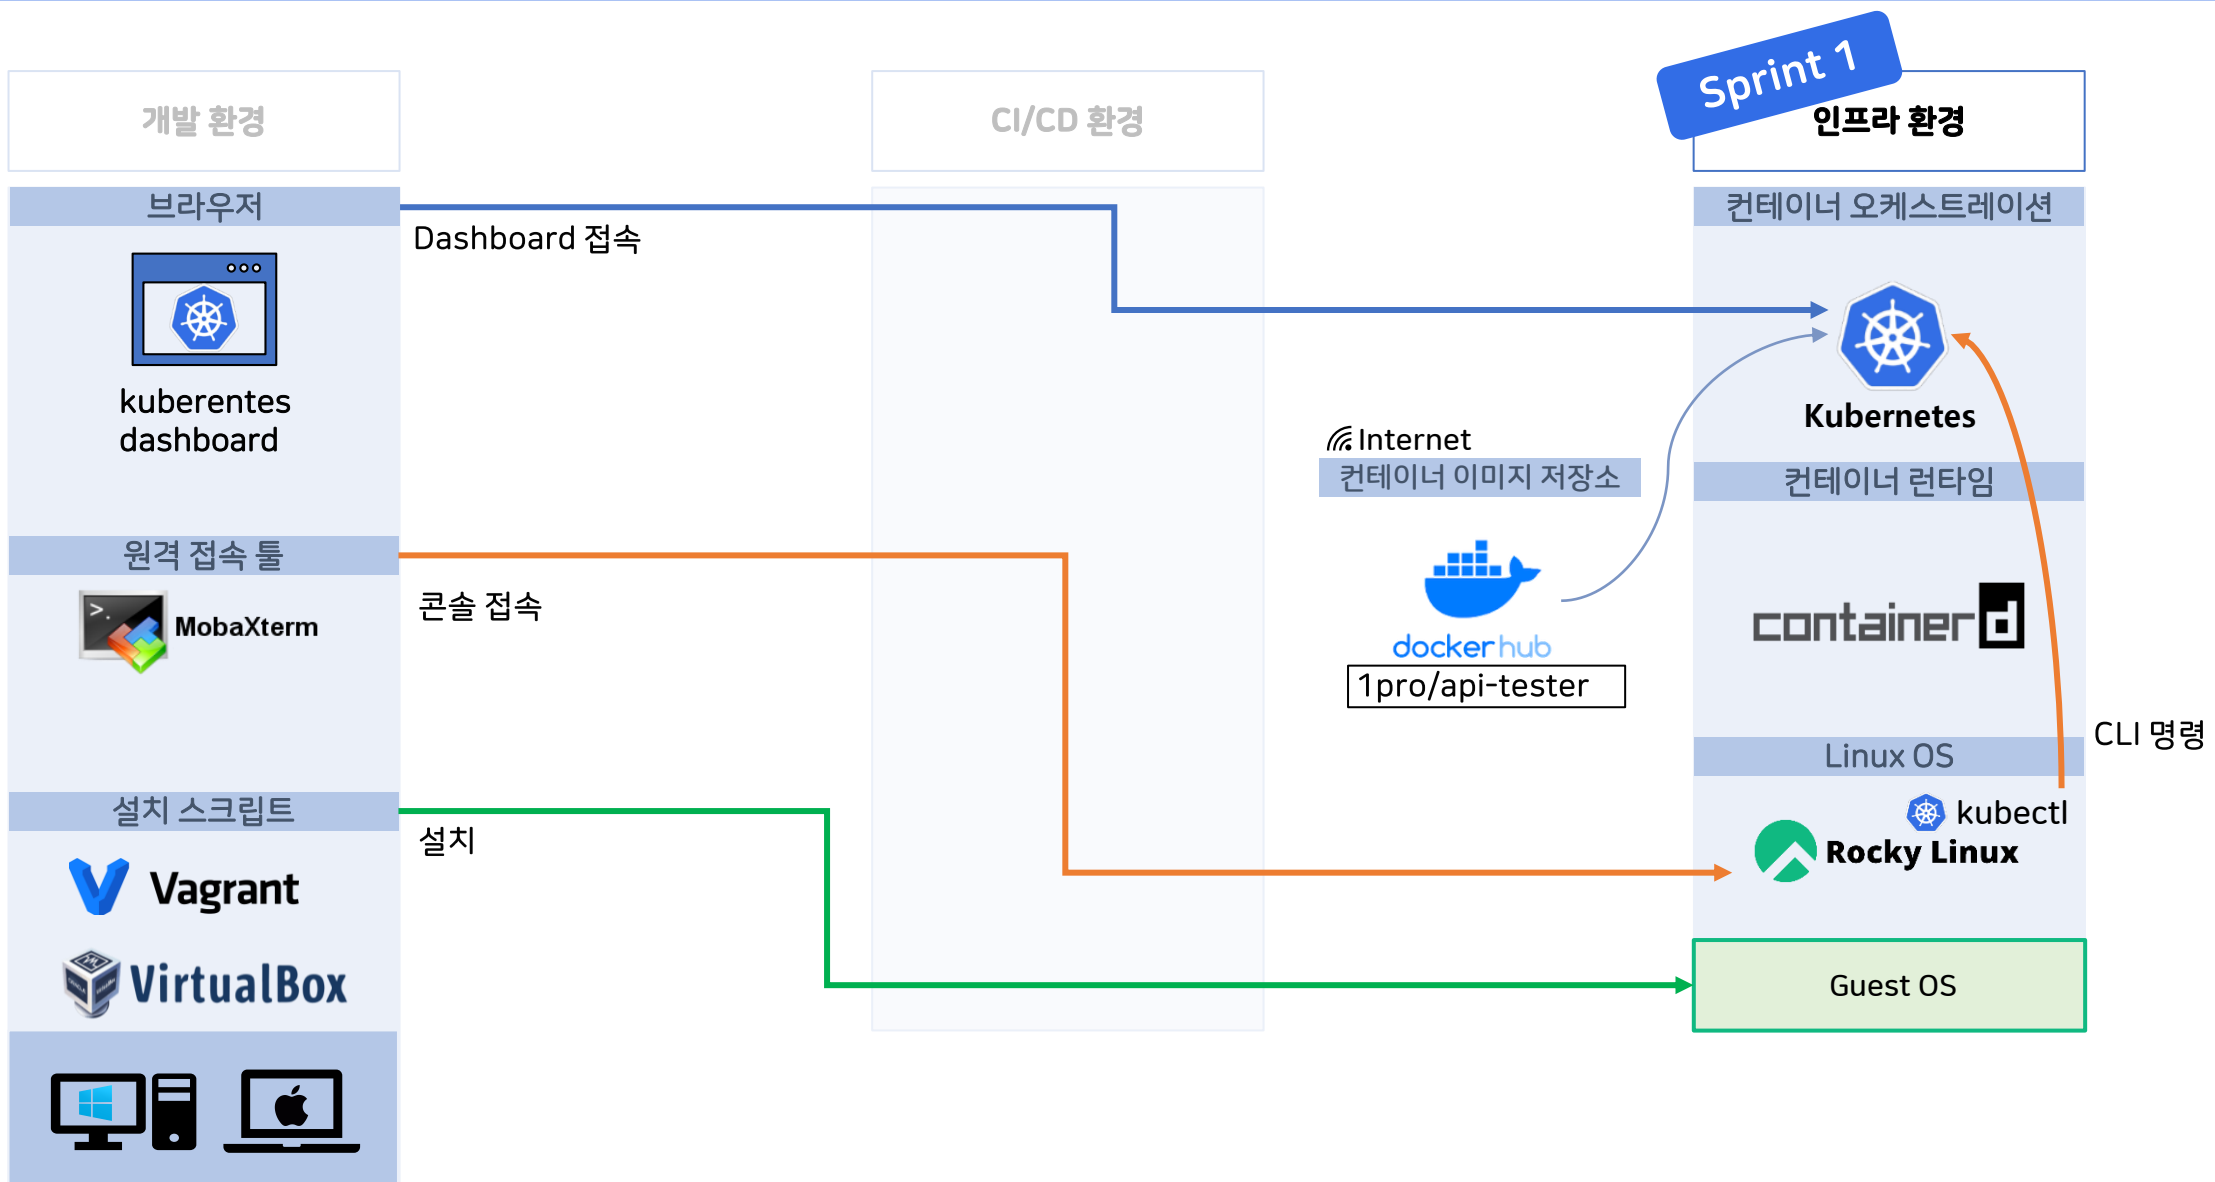 Sprint 1
개발 환경
CI/CD 환경
인프라 환경
브라우저
Dashboard 접속
kuberentes
dashboard
원격 접속 툴
MobaXterm
콘솔 접속
설치 스크립트
설치
Vagrant
VirtualBox
Internet
컨테이너 이미지 저장소
docker hub
1pro/api-tester
컨테이너 오케스트레이션
Kubernetes
컨테이너 런타임
containerd
CLI 명령
Linux OS
kubectl
Rocky Linux
Guest OS